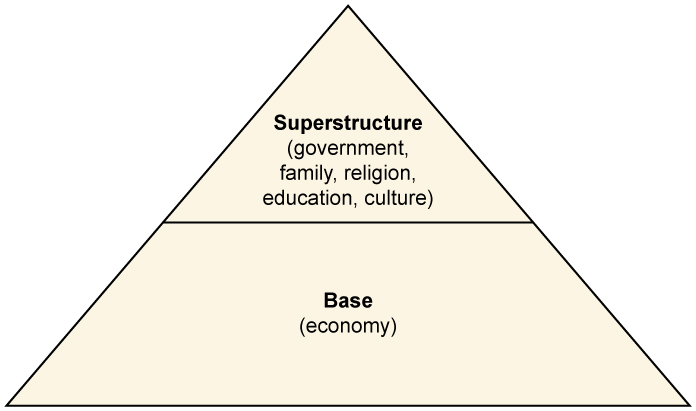 Superstructure
(government,
family, religion,
education, culture)
Base
(economy)